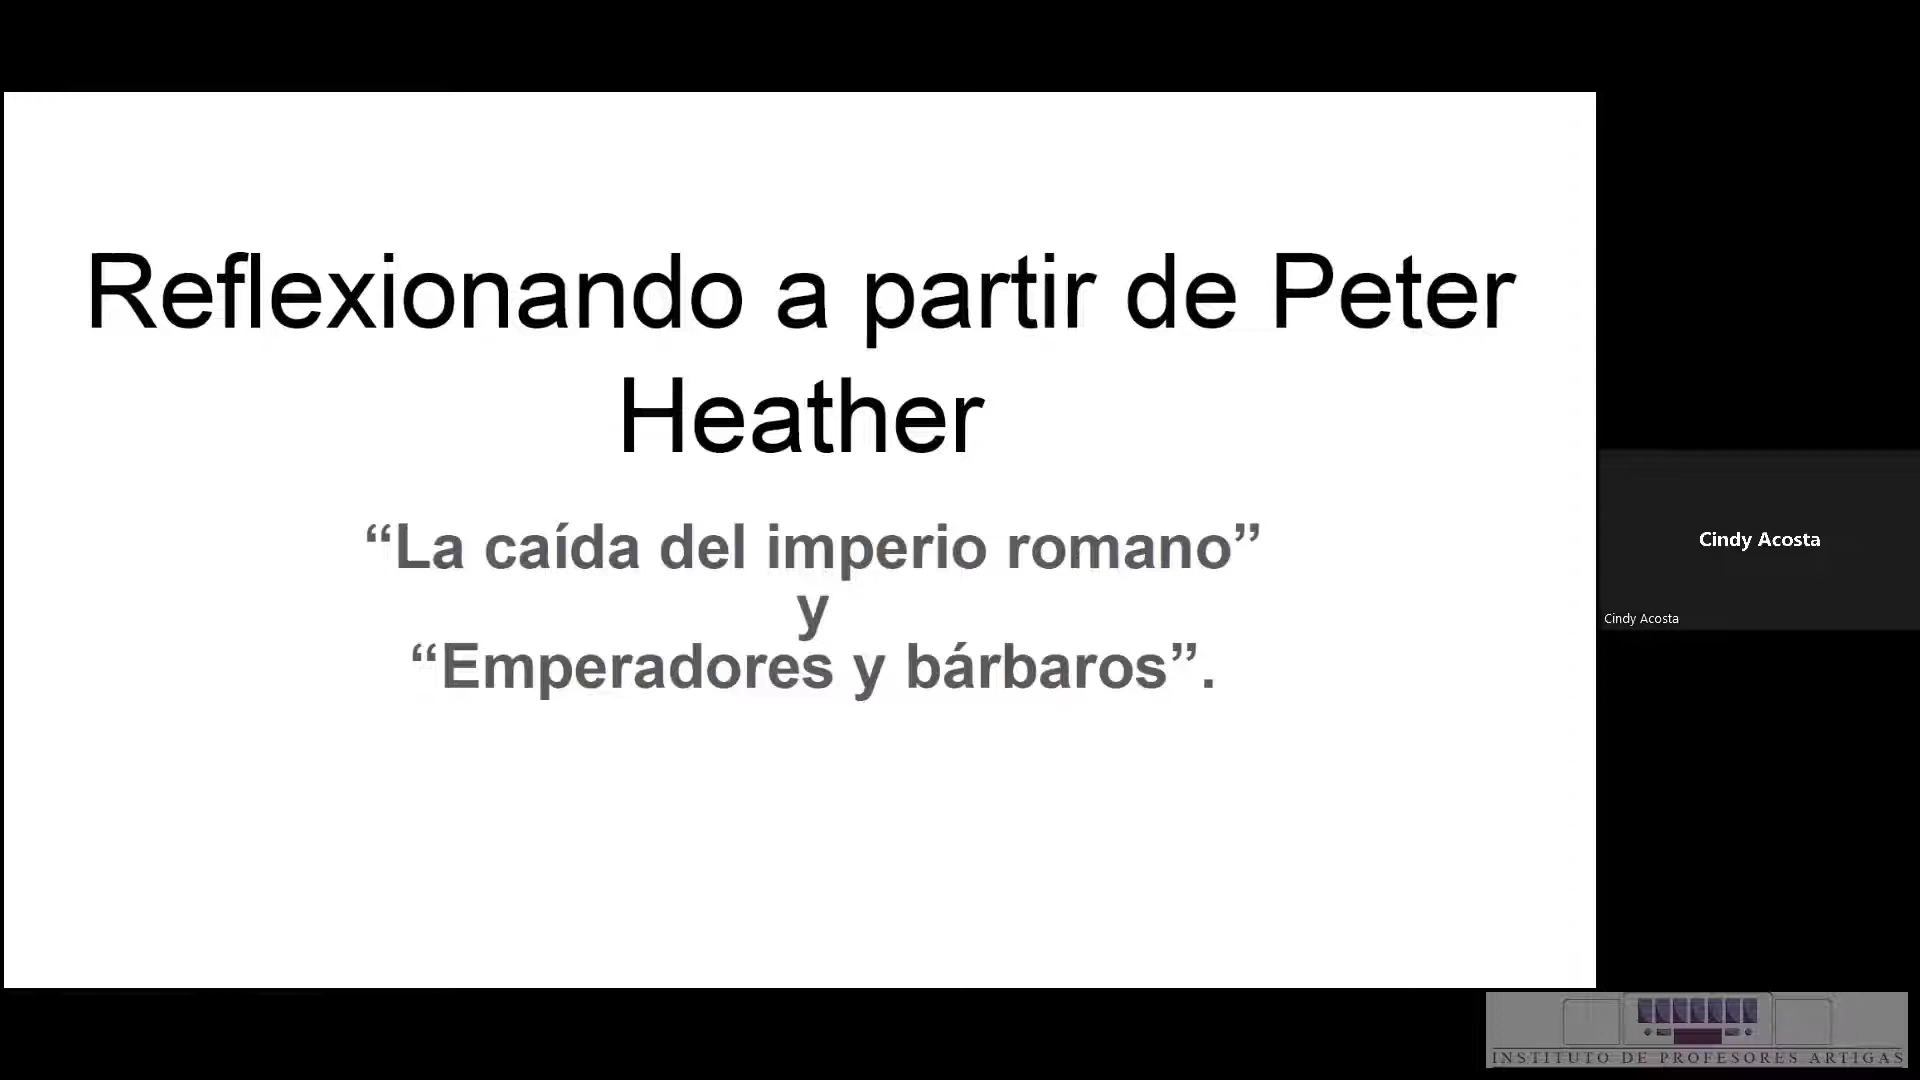 Reflexionando a partir de Peter
Heather
“La caída del imperio romano”
y
“Emperadores y bárbaros”.
Cindy Acosta
Cindy Acosta
INSTITUTO DE PROFESORES ARTIGAS